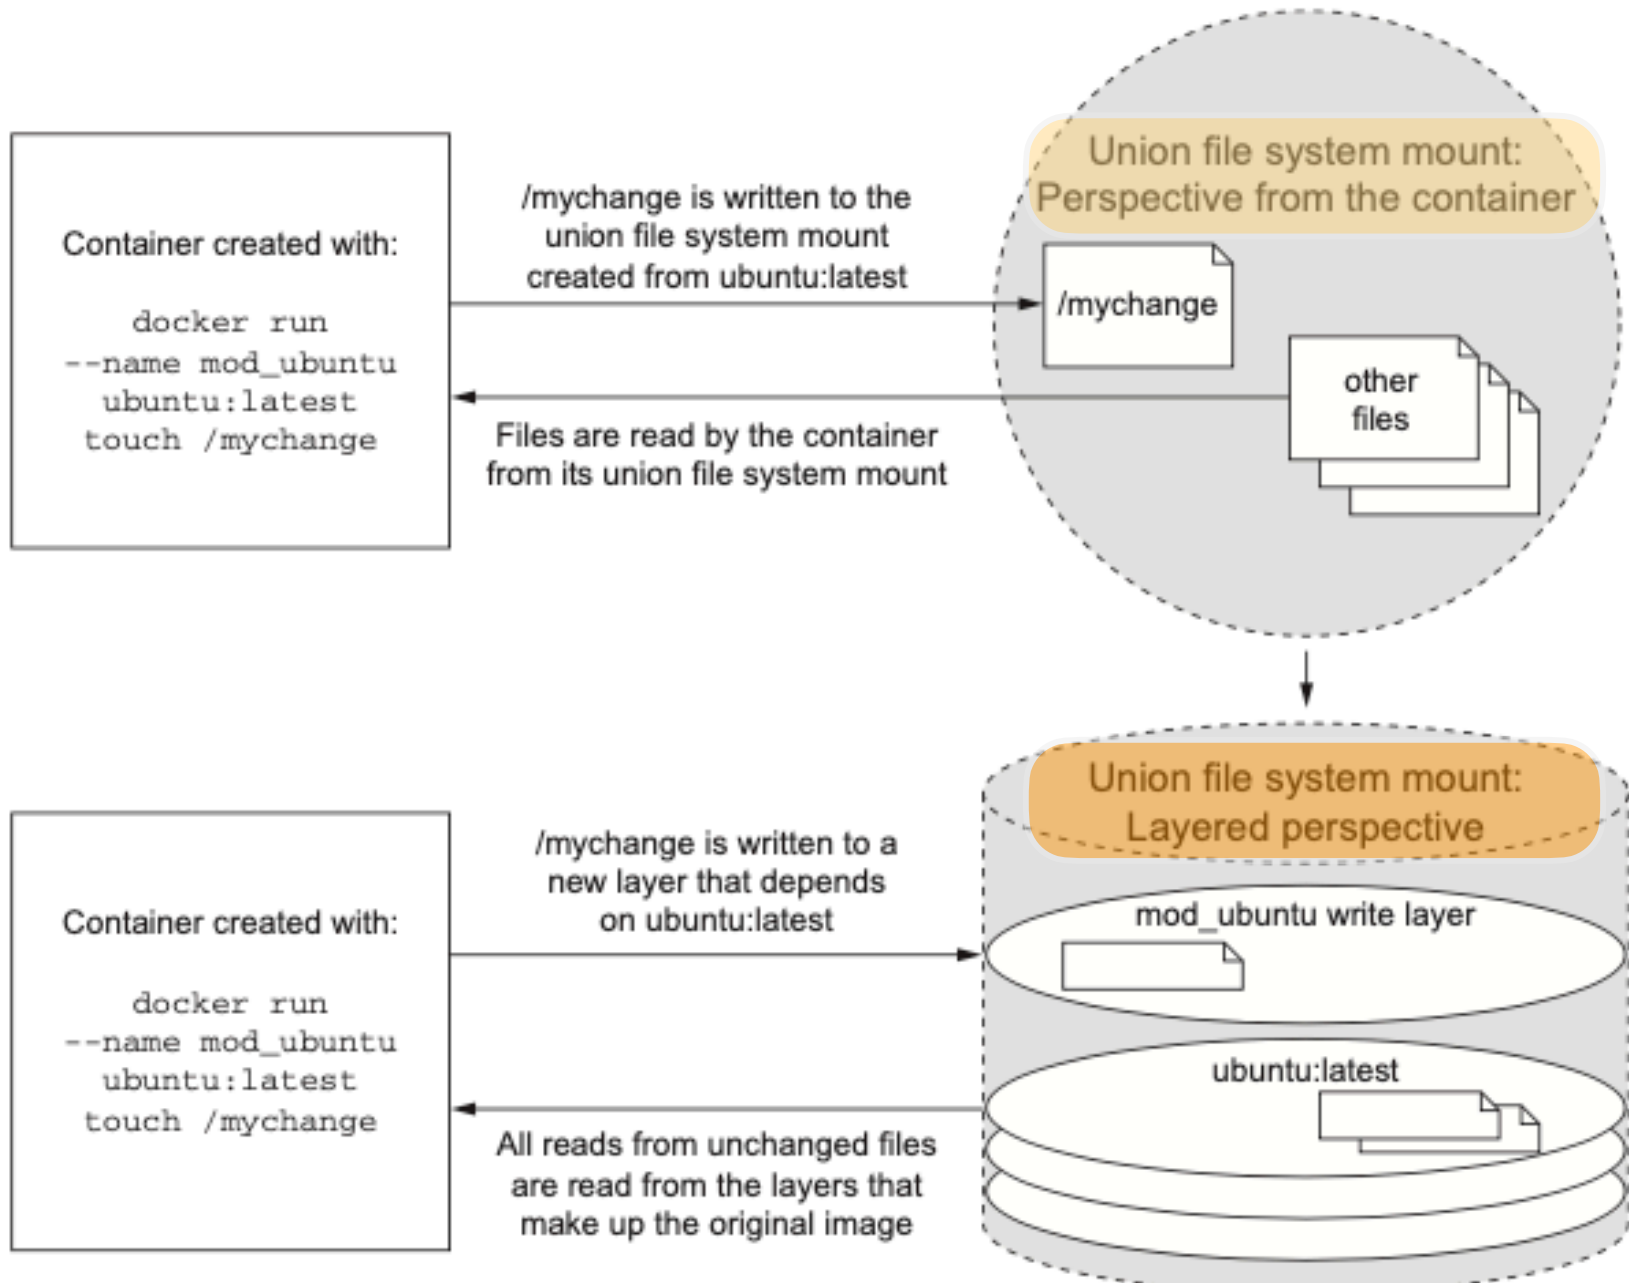 Container created with:
docker run
--name mod_ubuntu
ubuntu:latest
touch /mychange
/mychange is written to the
union file system mount
created from ubuntu:latest
Files are read by the container
from its union file system mount
Union file system mount:
Perspective from the container
/mychange
other
files
Container created with:
docker run
--name mod_ubuntu
ubuntu:latest
touch /mychange
/mychange is written to a
new layer that depends
on ubuntu:latest
All reads from unchanged files
are read from the layers that
make up the original image
Union file system mount:
Layered perspective
mod_ubuntu write layer
ubuntu:latest